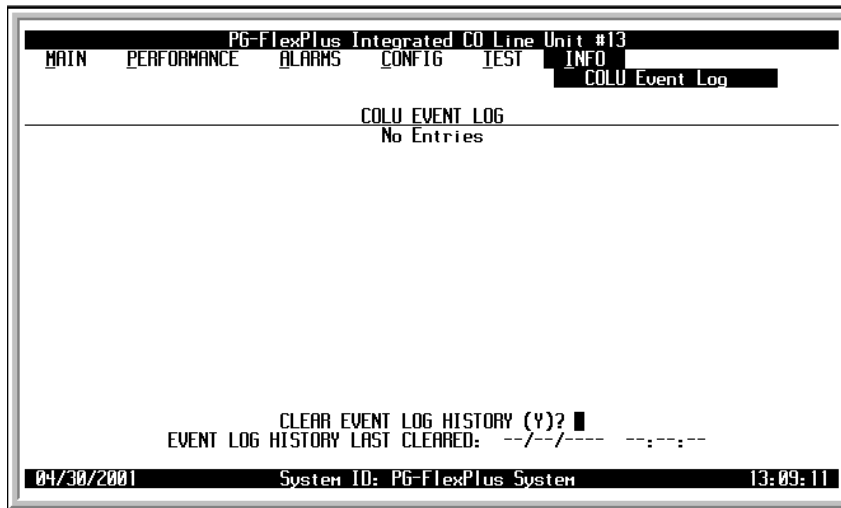 PG-FlexPlus Integrated CO Line Unit #13
MAIN PERFORMANCE ALARMS CONFIG TEST INFO
COLU Event Log
COLU EVENT LOG
No Entries
CLEAR EVENT LOG HISTORY (Y)?
EVENT LOG HISTORY LAST CLEARED: --/--/---- --:--:--
04/30/2001 System ID: PG-FlexPlus System 13:09:11